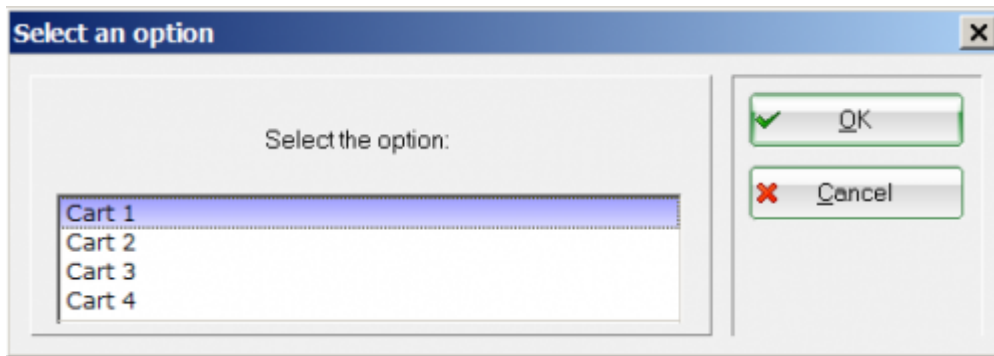 Select an option
Select the option:
Cart 1
Cart 2
Cart 3
Cart 4
OK
Cancel